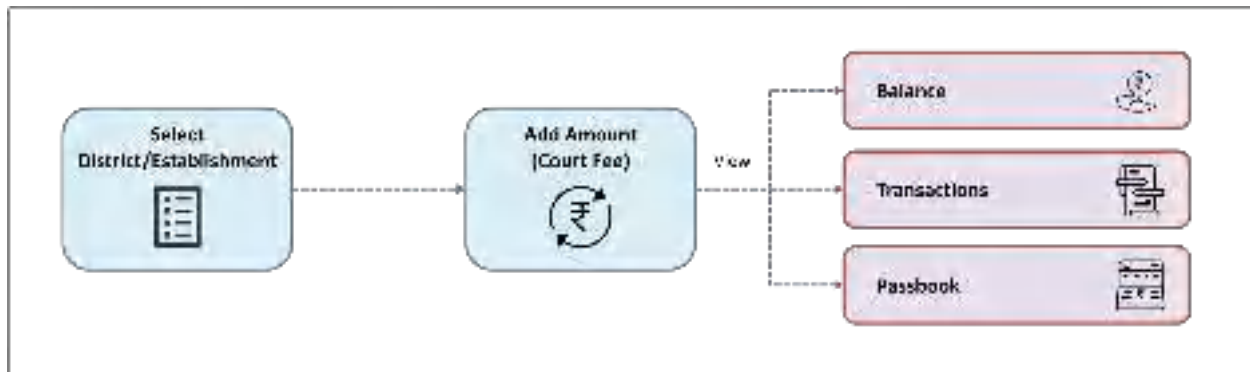 Select
District/Establishment
Add Amount
(Court Fee)
₹
View
Balance
Transactions
Passbook